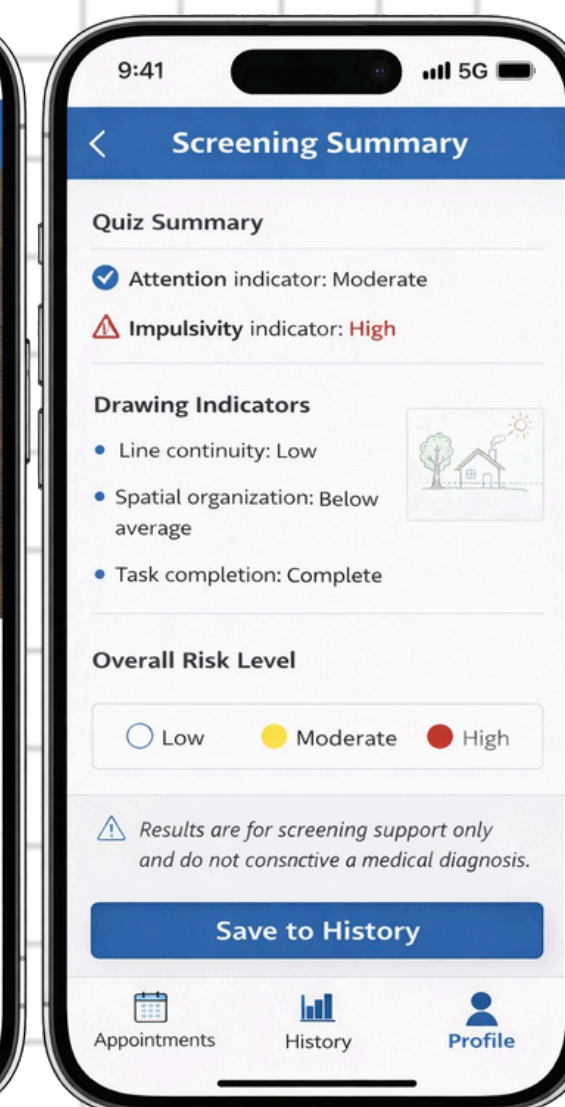 9:41 5G
Screening Summary
Quiz Summary
Attention indicator: Moderate
Impulsivity indicator: High
Drawing Indicators
• Line continuity: Low
• Spatial organization: Below
average
• Task completion: Complete
Overall Risk Level
Low Moderate High
Results are for screening support only
and do not consnctive a medical diagnosis.
Save to History
Appointments History Profile